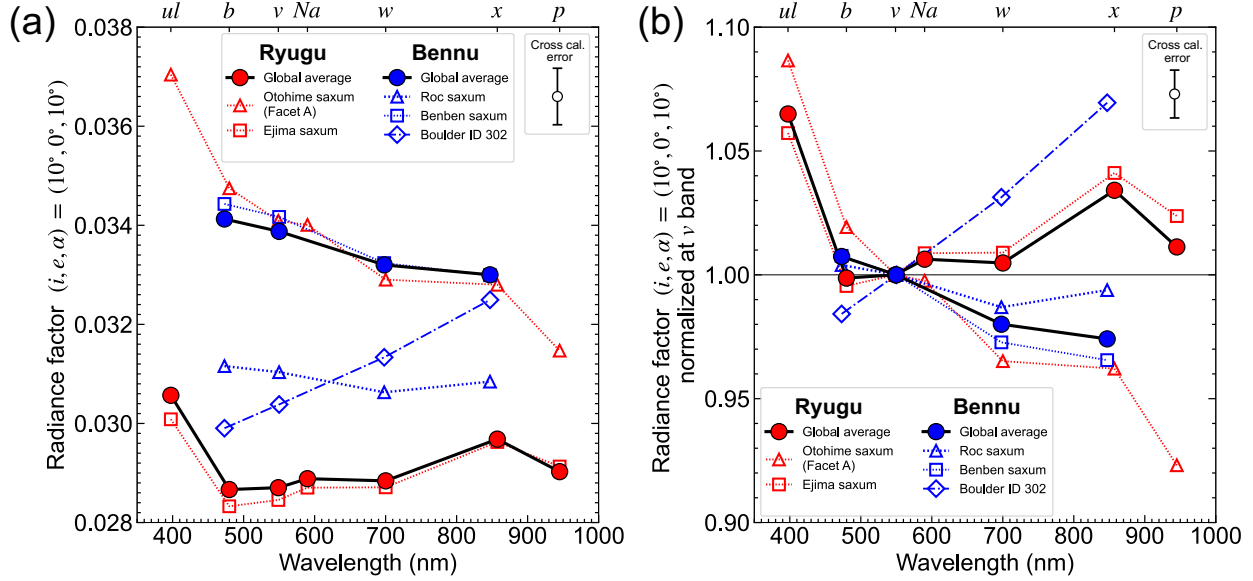 (a)
ul b v Na w x p
0.038
0.036
0.034
0.032
0.030
0.028
Radiance factor (i, e, α) = (10°, 0°, 10°)
Ryugu
Global average
Otohime saxum
(Facet A)
Ejima saxum
Bennu
Global average
Roc saxum
Benben saxum
Boulder ID 302
Cross cal.
error
400 500 600 700 800 900 1000
Wavelength (nm)
(b)
ul b v Na w x p
1.10
1.05
1.00
0.95
0.90
Radiance factor (i, e, α) = (10°, 0°, 10°)
normalized at v band
Cross cal.
error
Ryugu
Global average
Otohime saxum
(Facet A)
Ejima saxum
Bennu
Global average
Roc saxum
Benben saxum
Boulder ID 302
400 500 600 700 800 900 1000
Wavelength (nm)